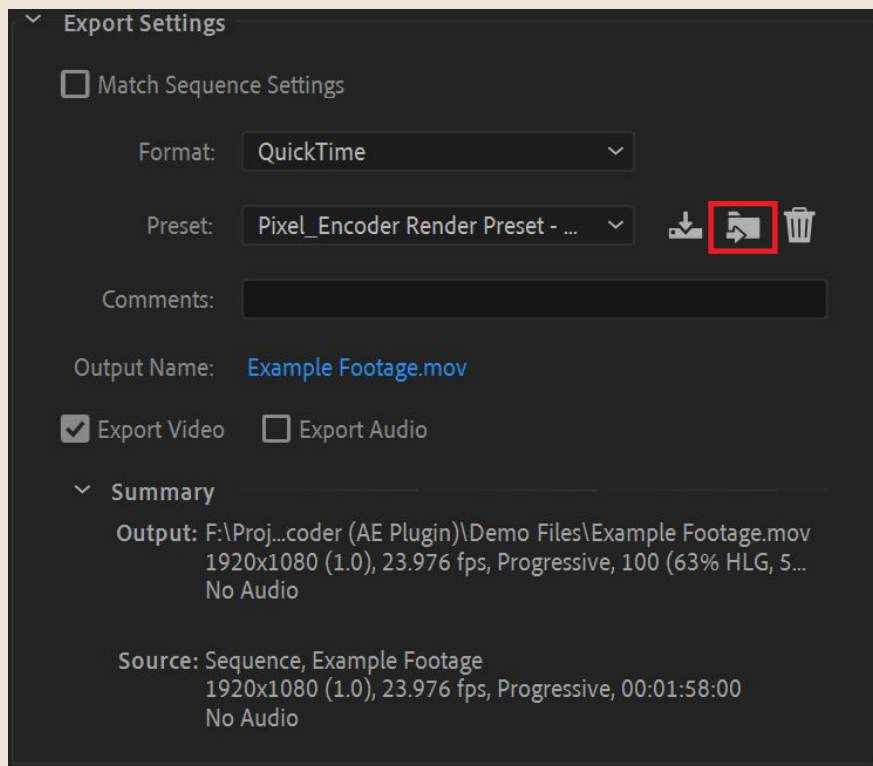 Export Settings
Match Sequence Settings
Format: QuickTime
Preset: Pixel_Encoder Render Preset - ...
Comments:
Output Name: Example Footage.mov
Export Video Export Audio
Summary
Output: F:\Proj...coder (AE Plugin)\Demo Files\Example Footage.mov
1920x1080 (1.0), 23.976 fps, Progressive, 100 (63% HLG, 5...
No Audio
Source: Sequence, Example Footage
1920x1080 (1.0), 23.976 fps, Progressive, 00:01:58:00
No Audio